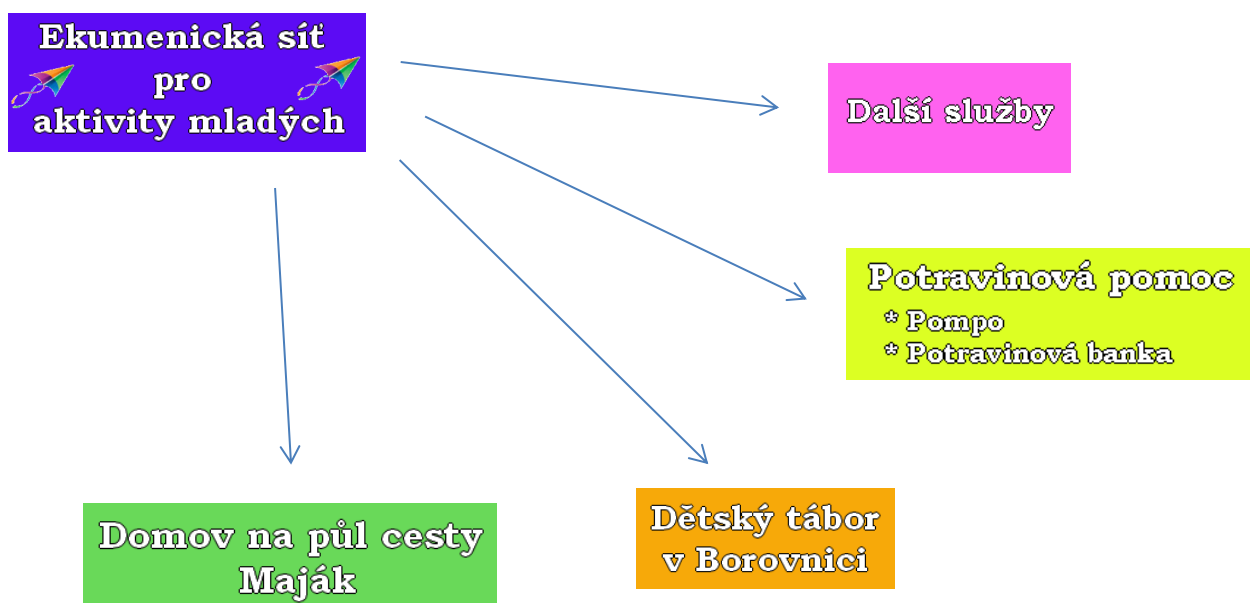 Ekumenická síť
pro
aktivity mladých
Další služby
Potravinová pomoc
* Pompo
* Potravinová banka
Domov na půl cesty
Maják
Dětský tábor
v Borovnici